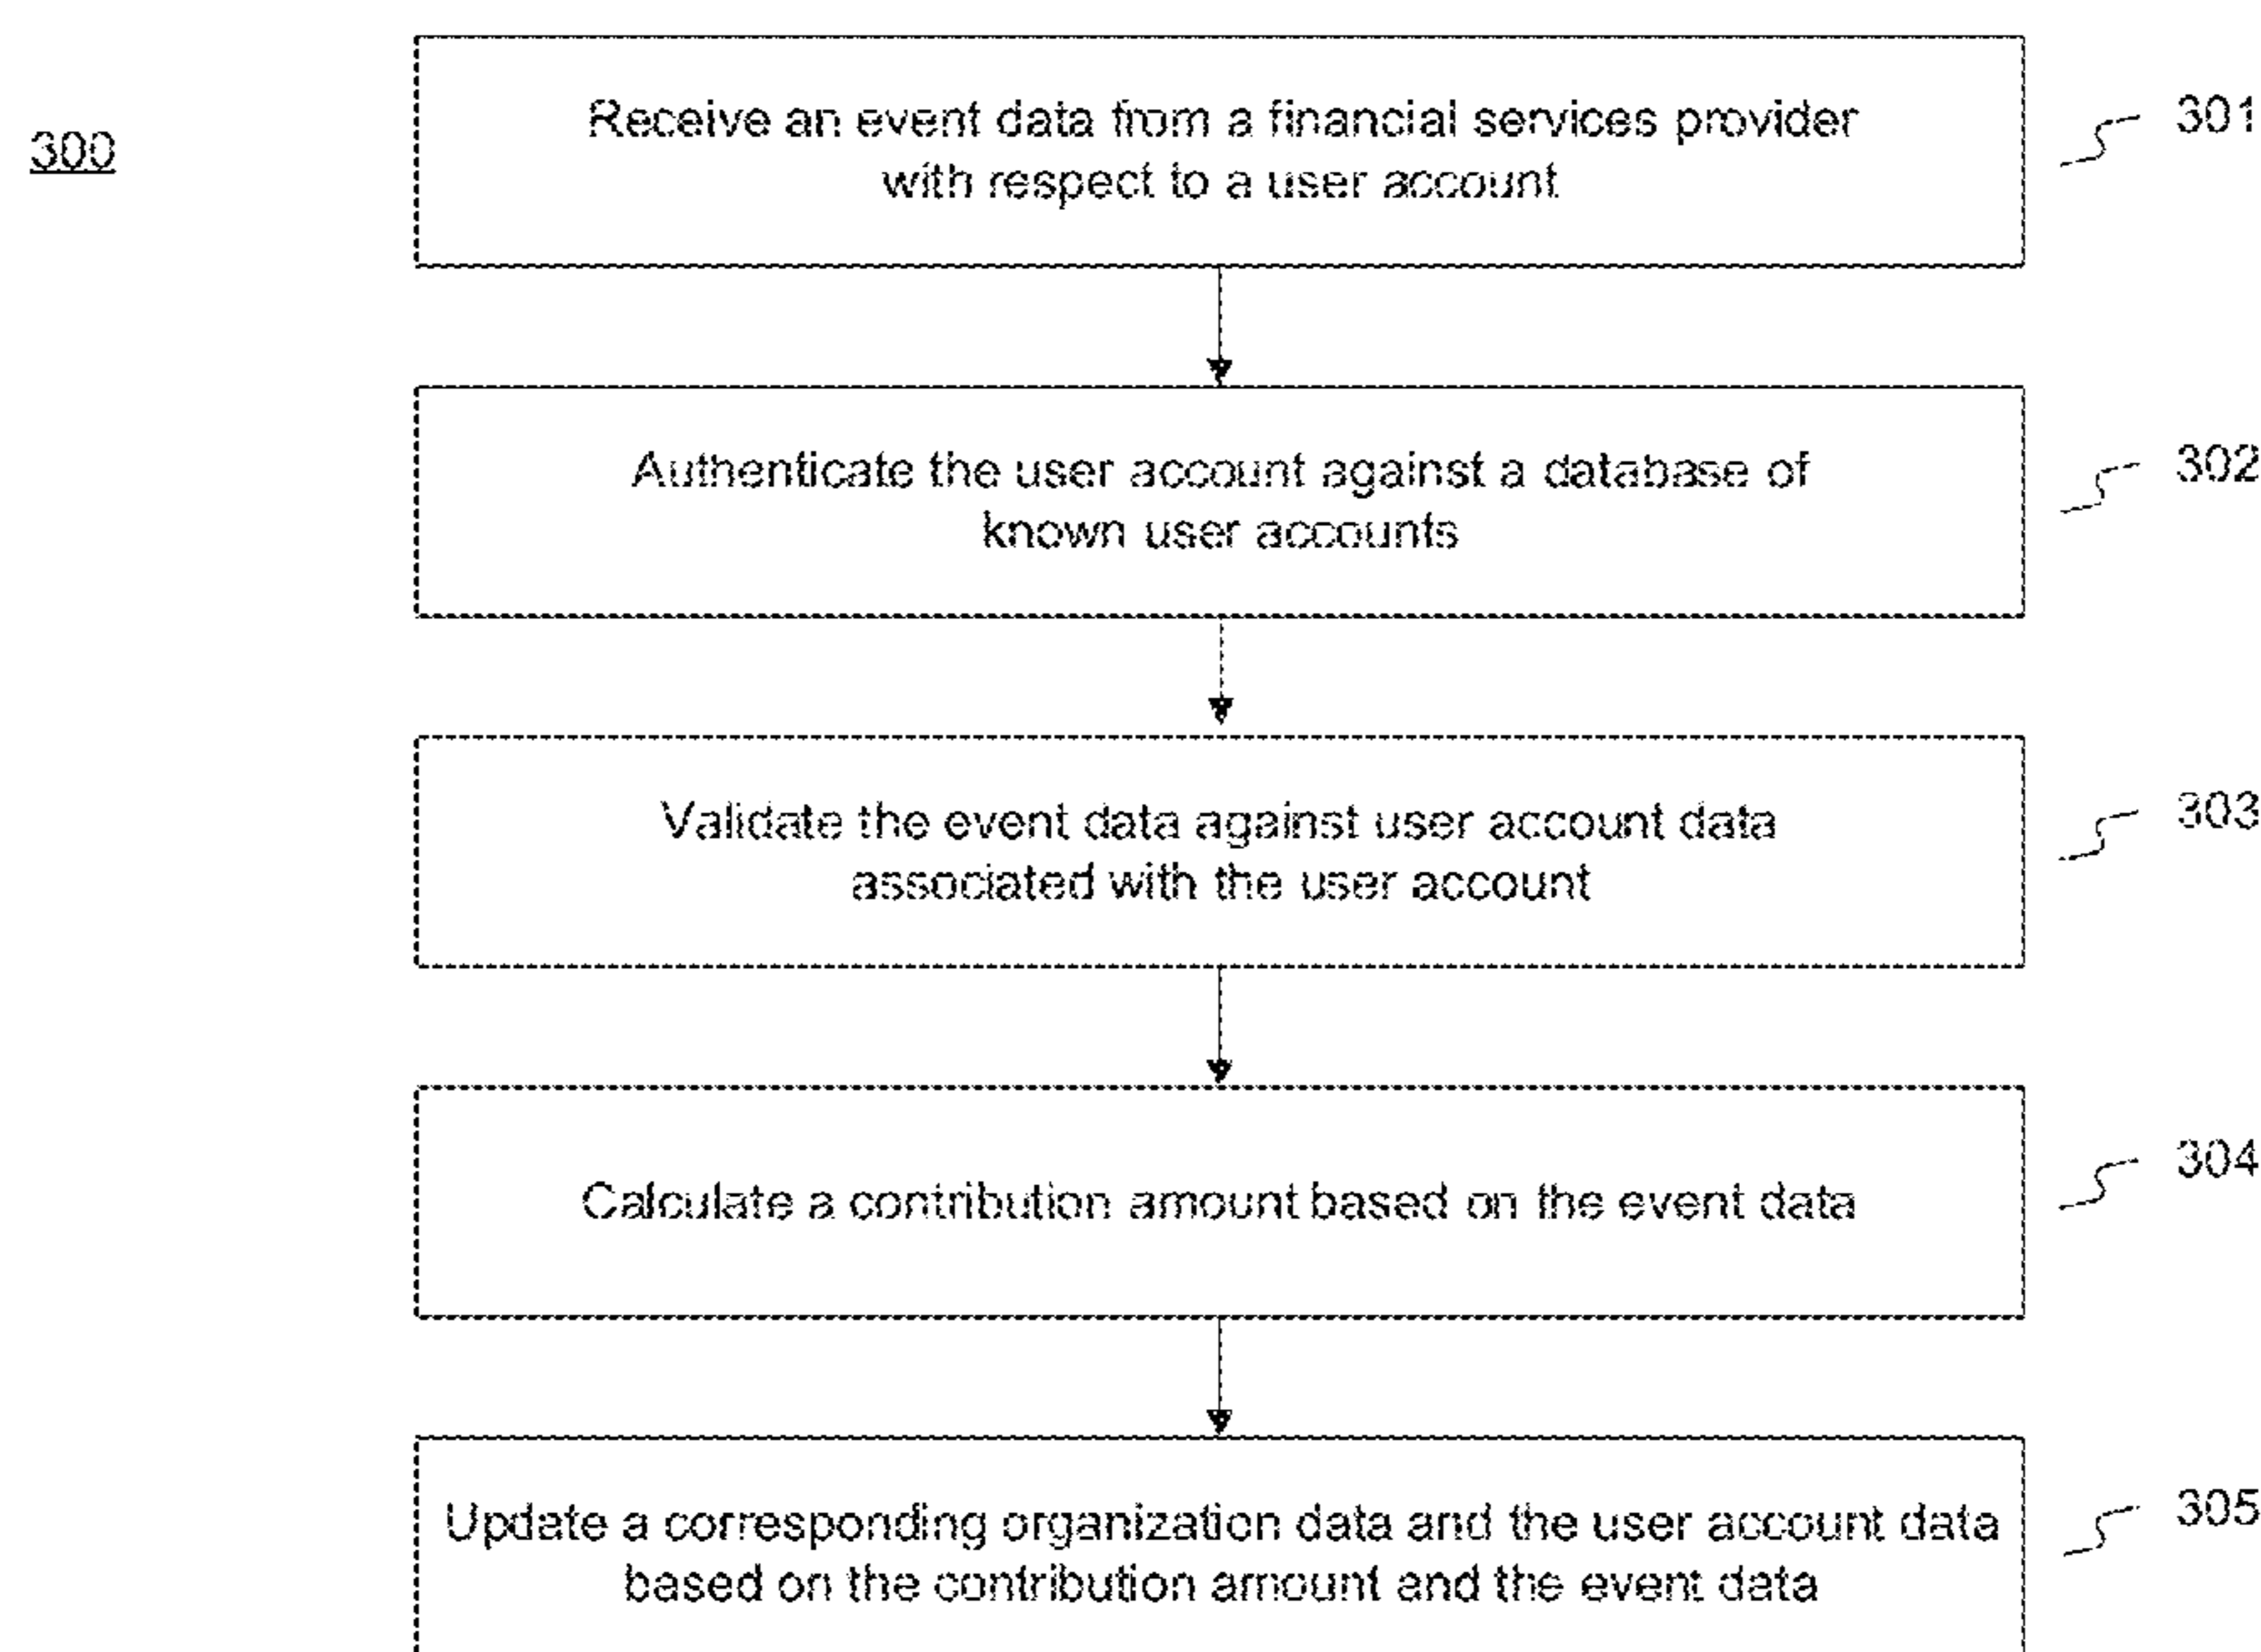 300
Receive an event data from a financial services provider
with respect to a user account
301
Authenticate the user account against a database of
known user accounts
302
Validate the event data against user account data
associated with the user account
303
Calculate a contribution amount based on the event data
304
Update a corresponding organization data and the user account data
based on the contribution amount and the event data
305